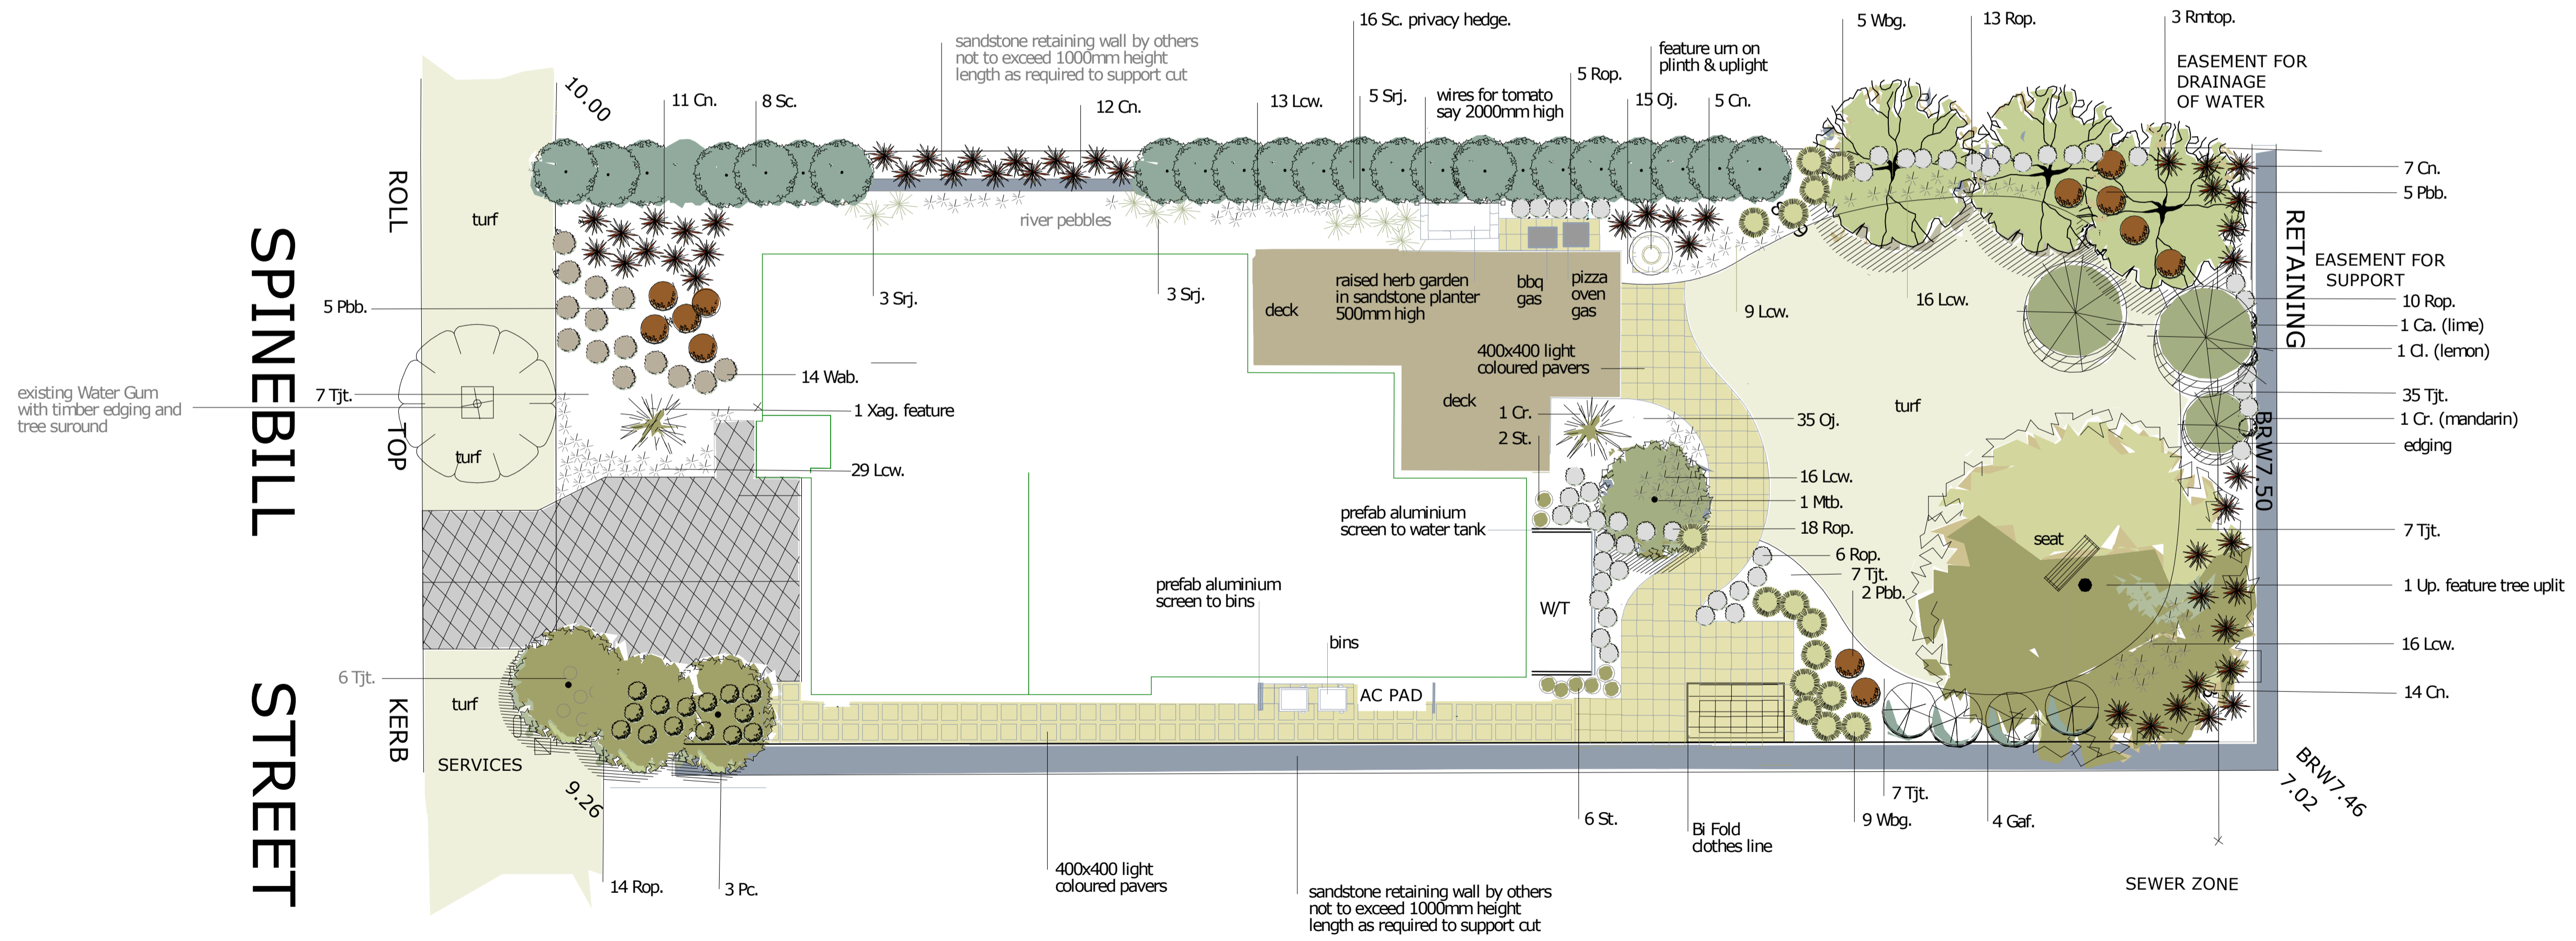 16 Sc. privacy hedge.
5 Wbg.
13 Rop.
3 Rmtop.
sandstone retaining wall by others
not to exceed 1000mm height
length as required to support cut
feature urn on
plinth & uplight
EASEMENT FOR
DRAINAGE
OF WATER
10.00
11 Cn.
8 Sc.
12 Cn.
13 Lcw.
5 Srj.
wires for tomato
say 2000mm high
5 Rop.
15 Oj.
5 Cn.
ROLL
TOP
KERB
SPINEBILL
STREET
turf
river pebbles
7 Cn.
5 Pbb.
RETAINING
EASEMENT FOR
SUPPORT
5 Pbb.
3 Srj.
3 Srj.
deck
raised herb garden
in sandstone planter
500mm high
bbq
gas
pizza
oven
gas
9 Lcw.
16 Lcw.
10 Rop.
1 Ca. (lime)
1 Cl. (lemon)
400x400 light
coloured pavers
existing Water Gum
with timber edging and
tree suround
7 Tjt.
14 Wab.
1 Xag. feature
deck
1 Cr.
2 St.
35 Oj.
turf
35 Tjt.
1 Cr. (mandarin)
edging
BRW7.50
turf
29 Lcw.
16 Lcw.
1 Mtb.
18 Rop.
prefab aluminium
screen to water tank
seat
7 Tjt.
6 Rop.
7 Tjt.
2 Pbb.
prefab aluminium
screen to bins
W/T
1 Up. feature tree uplit
bins
16 Lcw.
6 Tjt.
turf
AC PAD
14 Cn.
SERVICES
9.26
BRW7.46
7.02
7 Tjt.
6 St.
Bi Fold
clothes line
9 Wbg.
4 Gaf.
14 Rop.
3 Pc.
400x400 light
coloured pavers
sandstone retaining wall by others
not to exceed 1000mm height
length as required to support cut
SEWER ZONE